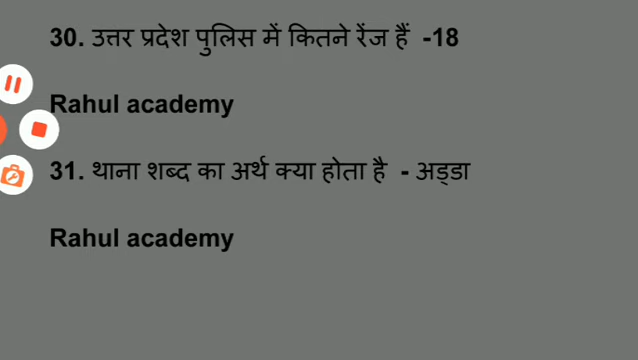 30. उत्तर प्रदेश पुलिस में कितने रेंज हैं -18
Rahul academy
31. थाना शब्द का अर्थ क्या होता है - अड्डा
Rahul academy